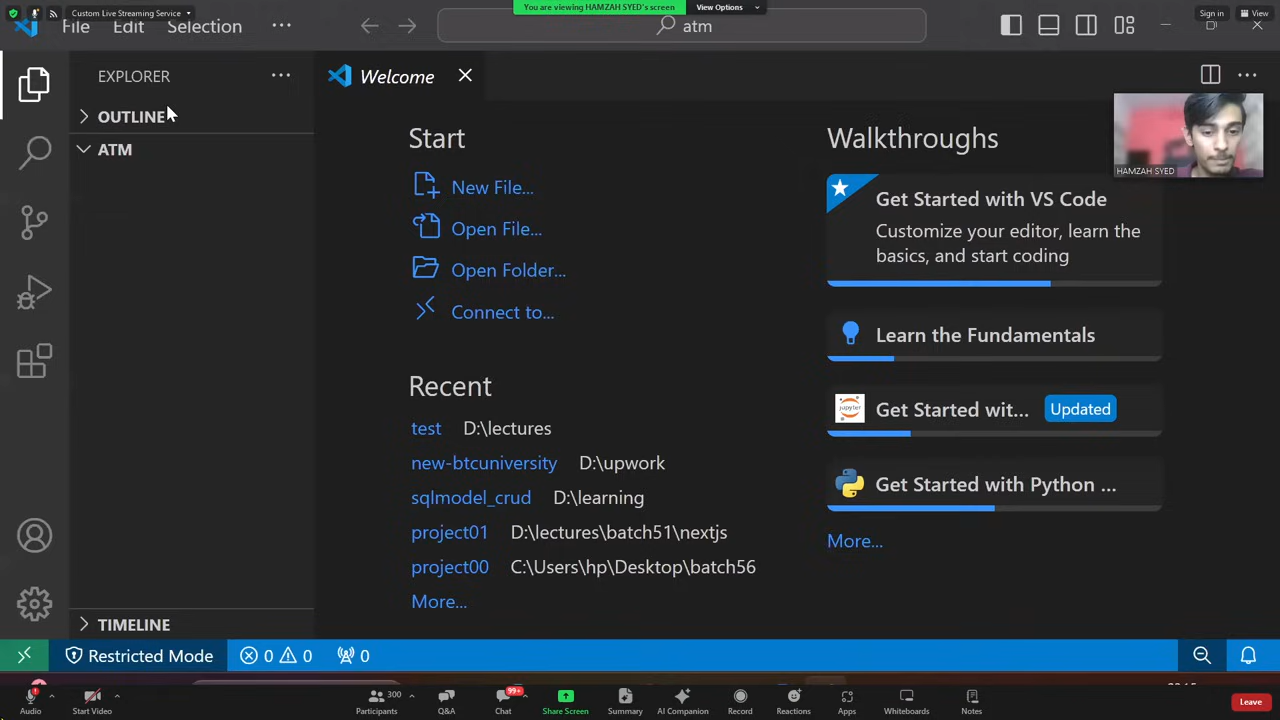 Custom Live Streaming Service
You are viewing HAMZAH SYED's screen
View Options
Sign in
View
File
Edit
Selection
atm
EXPLORER
OUTLINE
ATM
TIMELINE
Welcome
Start
New File...
Open File...
Open Folder...
Connect to...
Recent
test D:\lectures
new-btcuniversity D:\upwork
sqlmodel_crud D:\learning
project01 D:\lectures\batch51\nextjs
project00 C:\Users\hp\Desktop\batch56
More...
Walkthroughs
Get Started with VS Code
Customize your editor, learn the
basics, and start coding
Learn the Fundamentals
jupyter
Get Started wit... Updated
Get Started with Python ...
More...
HAMZAH SYED
Restricted Mode
0 0 0
Audio
Start Video
300
Participants
Q&A
99+
Chat
Share Screen
Summary
AI Companion
Record
Reactions
Apps
Whiteboards
Notes
Leave